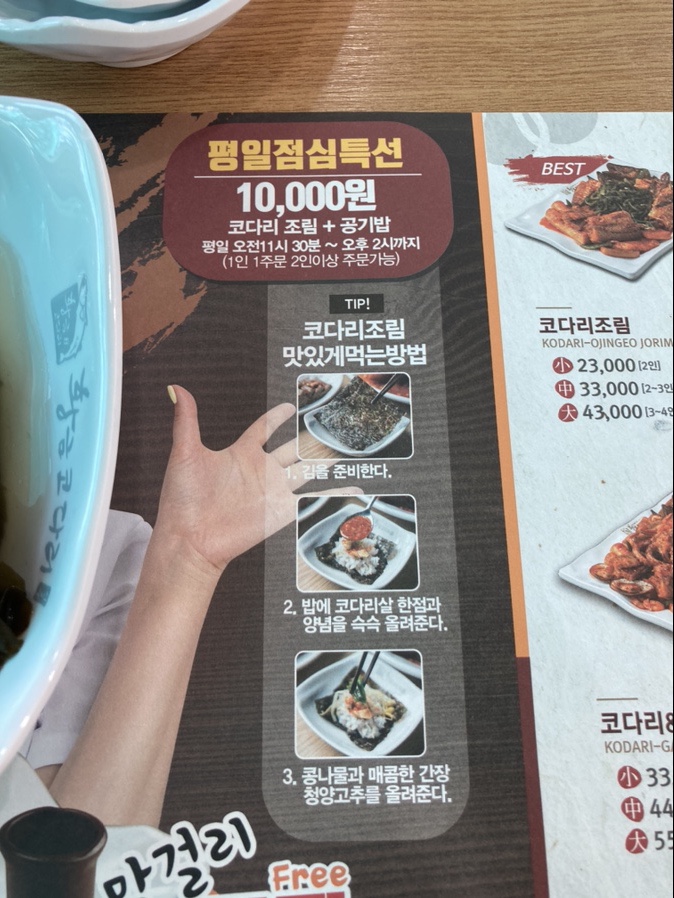 평일점심특선
10,000원
코다리 조림 + 공기밥
평일 오전11시 30분 ~ 오후 2시까지
(1인 1주문 2인이상 주문가능)
TIP!
코다리조림
맛있게먹는방법
1. 김을 준비한다.
2. 밥에 코다리살 한점과
양념을 슥슥 올려준다.
3. 콩나물과 매콤한 간장
청양고추를 올려준다.
막걸리
Free
BEST
코다리조림
KODARI-OJINGEO JORIM
小 23,000 [2인]
中 33,000 [2~3인
大 43,000 [3~4인
코다리&
KODARI-GA
小 33
中 44
大 55
황금코다리